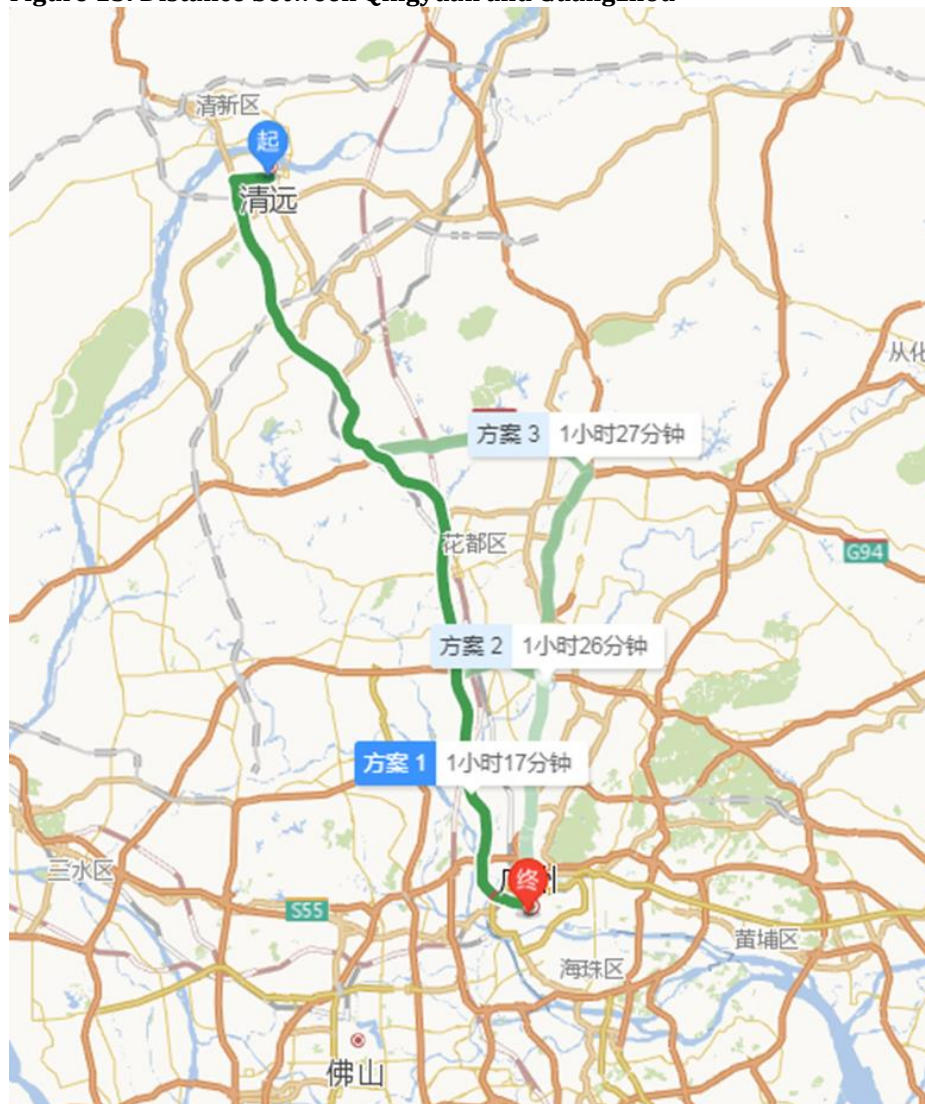 Figure 18: Distance between Qingyuan and Guangzhou
清新区
起
清远
从化
方案 3 1小时27分钟
花都区
G94
方案 2 1小时26分钟
方案 1 1小时17分钟
三水区
终
S55
黄埔区
海珠区
佛山